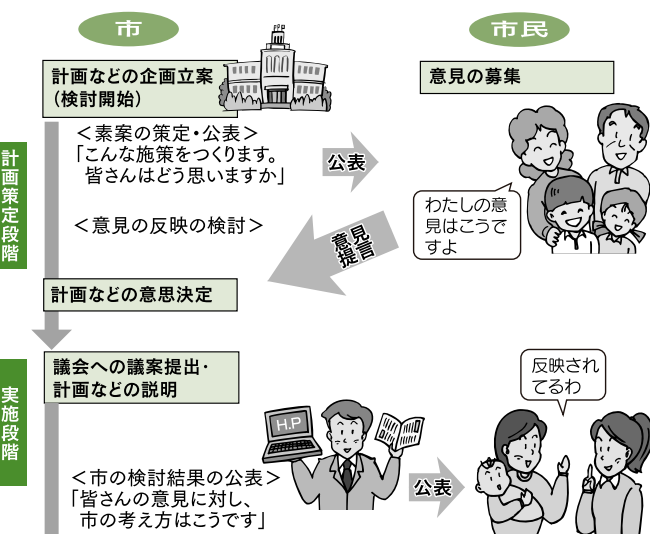 市
市民
計画などの企画立案
(検討開始)
意見の募集
計画策定段階
＜素案の策定・公表＞
「こんな施策をつくります。
皆さんはどう思いますか」
公表
わたしの意
見はこうで
すよ
＜意見の反映の検討＞
意見
提言
計画などの意思決定
実施段階
議会への議案提出・
計画などの説明
反映され
てるわ
H.P
＜市の検討結果の公表＞
「皆さんの意見に対し、
市の考え方はこうです」
公表